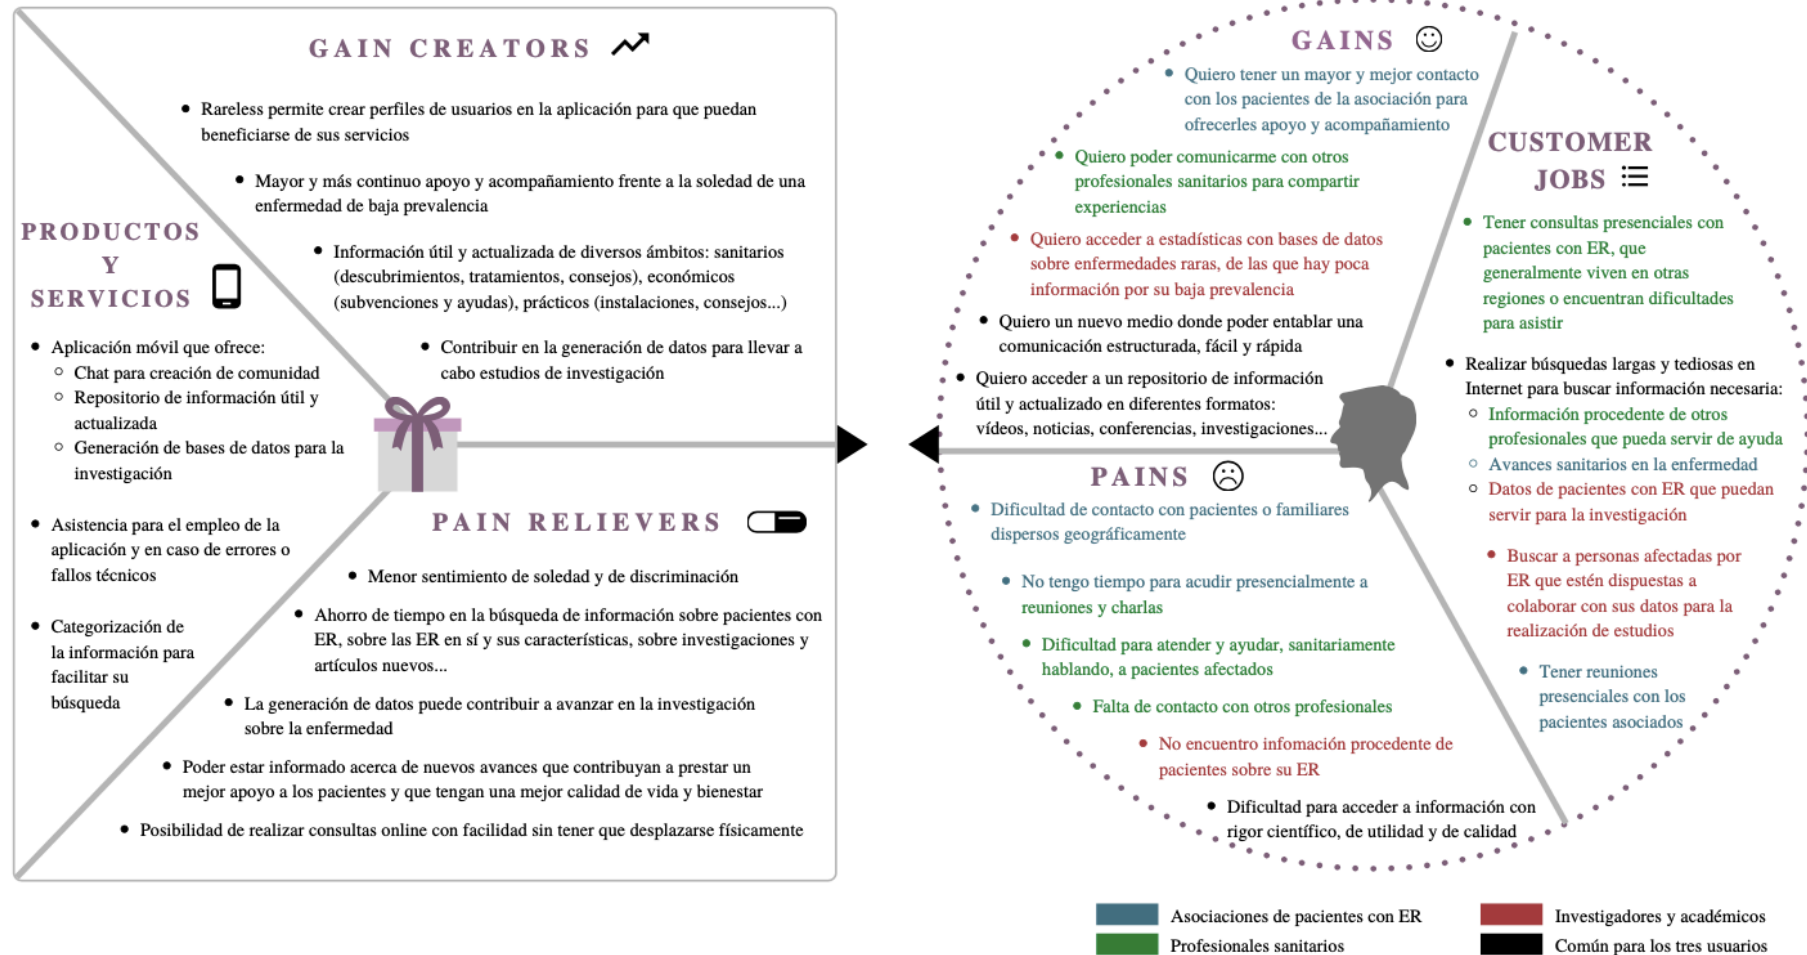 GAIN CREATORS
• Rareless permite crear perfiles de usuarios en la aplicación para que puedan
beneficiarse de sus servicios
• Mayor y más continuo apoyo y acompañamiento frente a la soledad de una
enfermedad de baja prevalencia
• Información útil y actualizada de diversos ámbitos: sanitarios
(descubrimientos, tratamientos, consejos), económicos
(subvenciones y ayudas), prácticos (instalaciones, consejos...)
• Contribuir en la generación de datos para llevar a
cabo estudios de investigación
PRODUCTOS
Y
SERVICIOS
• Aplicación móvil que ofrece:
○ Chat para creación de comunidad
○ Repositorio de información útil y
actualizada
○ Generación de bases de datos para la
investigación
• Asistencia para el empleo de la
aplicación y en caso de errores o
fallos técnicos
• Categorización de
la información para
facilitar su
búsqueda
PAIN RELIEVERS
• Menor sentimiento de soledad y de discriminación
• Ahorro de tiempo en la búsqueda de información sobre pacientes con
ER, sobre las ER en sí y sus características, sobre investigaciones y
artículos nuevos...
• La generación de datos puede contribuir a avanzar en la investigación
sobre la enfermedad
• Poder estar informado acerca de nuevos avances que contribuyan a prestar un
mejor apoyo a los pacientes y que tengan una mejor calidad de vida y bienestar
• Posibilidad de realizar consultas online con facilidad sin tener que desplazarse físicamente
GAINS
• Quiero tener un mayor y mejor contacto
con los pacientes de la asociación para
ofrecerles apoyo y acompañamiento
• Quiero poder comunicarme con otros
profesionales sanitarios para compartir
experiencias
• Quiero acceder a estadísticas con bases de datos
sobre enfermedades raras, de las que hay poca
información por su baja prevalencia
• Quiero un nuevo medio donde poder entablar una
comunicación estructurada, fácil y rápida
• Quiero acceder a un repositorio de información
útil y actualizado en diferentes formatos:
vídeos, noticias, conferencias, investigaciones...
PAINS
• Dificultad de contacto con pacientes o familiares
dispersos geográficamente
• No tengo tiempo para acudir presencialmente a
reuniones y charlas
• Dificultad para atender y ayudar, sanitariamente
hablando, a pacientes afectados
• Falta de contacto con otros profesionales
• No encuentro infomación procedente de
pacientes sobre su ER
• Dificultad para acceder a información con
rigor científico, de utilidad y de calidad
CUSTOMER
JOBS
• Tener consultas presenciales con
pacientes con ER, que
generalmente viven en otras
regiones o encuentran dificultades
para asistir
• Realizar búsquedas largas y tediosas en
Internet para buscar información necesaria:
○ Información procedente de otros
profesionales que pueda servir de ayuda
○ Avances sanitarios en la enfermedad
○ Datos de pacientes con ER que puedan
servir para la investigación
• Buscar a personas afectadas por
ER que estén dispuestas a
colaborar con sus datos para la
realización de estudios
• Tener reuniones
presenciales con los
pacientes asociados
Asociaciones de pacientes con ER
Profesionales sanitarios
Investigadores y académicos
Común para los tres usuarios